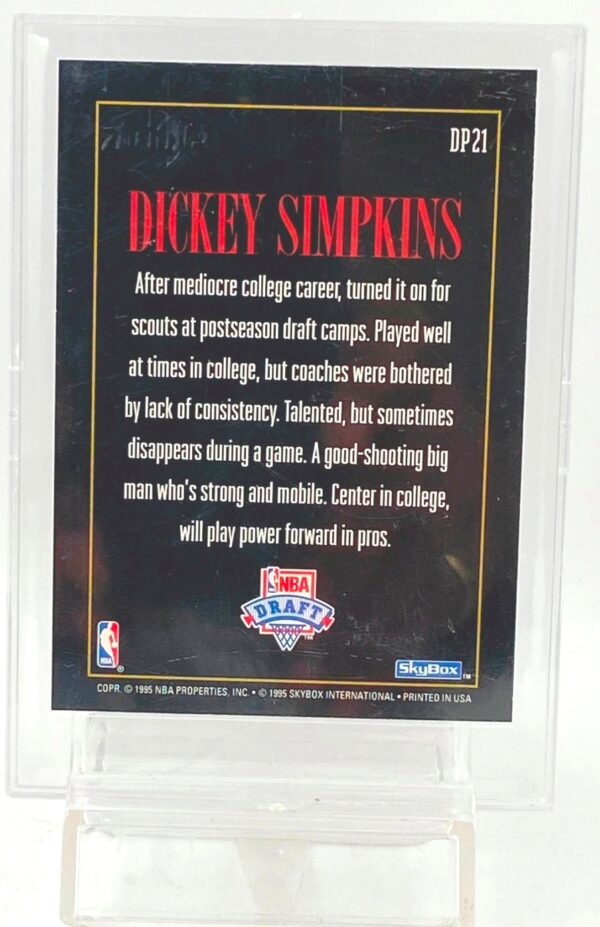 DP21
DICKEY SIMPKINS
After mediocre college career, turned it on for
scouts at postseason draft camps. Played well
at times in college, but coaches were bothered
by lack of consistency. Talented, but sometimes
disappears during a game. A good-shooting big
man who's strong and mobile. Center in college,
will play power forward in pros.
NBA
DRAFT
TM
NBA
®
SkyBox
TM
COPR. © 1995 NBA PROPERTIES, INC. • © 1995 SKYBOX INTERNATIONAL • PRINTED IN USA